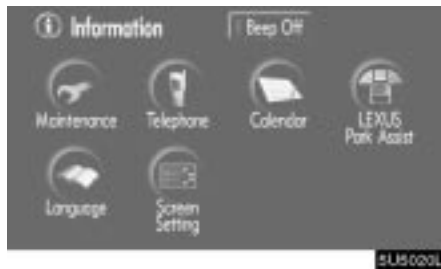 Information Beep Off
Maintenance Telephone Calendar LEXUS Park Assist
Language Screen Setting
5U5020L